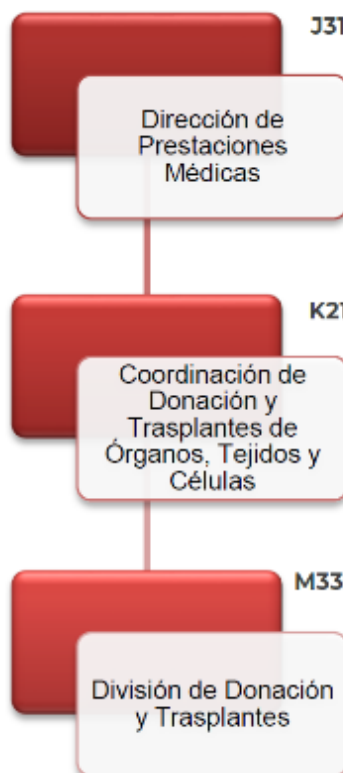 J31
Dirección de
Prestaciones
Médicas
K21
Coordinación de
Donación y
Trasplantes de
Órganos, Tejidos y
Células
M33
División de Donación
y Trasplantes